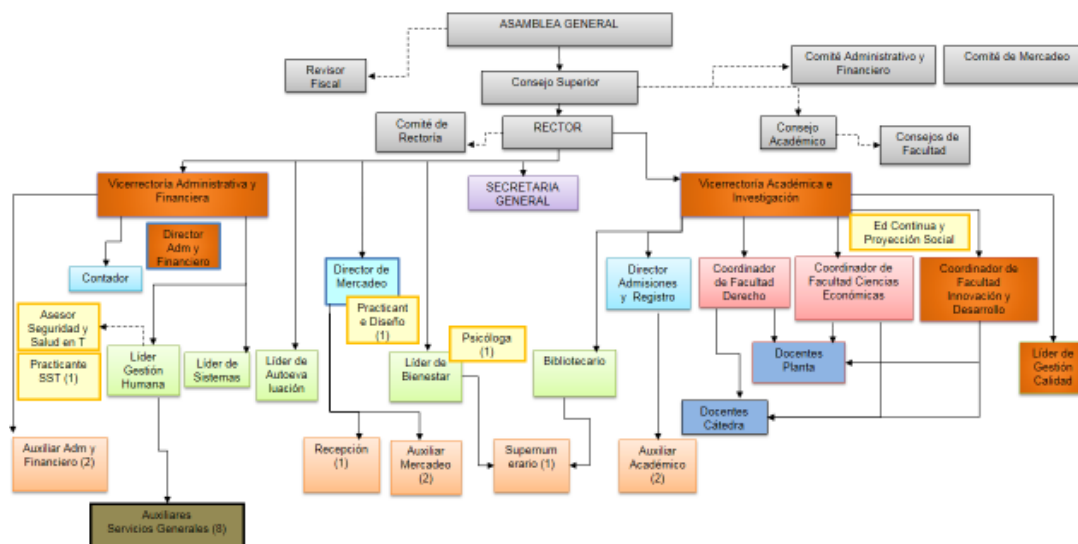 ASAMBLEA GENERAL
Revisor
Fiscal
Comité Administrativo y
Financiero
Comité de Mercadeo
Consejo Superior
Comité de
Rectoría
RECTOR
Consejo
Académico
Consejos de
Facultad
Vicerrectoría Administrativa y
Financiera
SECRETARIA
GENERAL
Vicerrectoría Académica e
Investigación
Director
Adm y
Financiero
Ed Continua y
Proyección Social
Contador
Director de
Mercadeo
Director
Admisiones
y Registro
Coordinador
de Facultad
Derecho
Coordinador de
Facultad Ciencias
Económicas
Coordinador de
Facultad
Innovación y
Desarrollo
Asesor
Seguridad y
Salud en T
Practicant
e Diseño
(1)
Psicóloga
(1)
Practicante
SST (1)
Líder
Gestión
Humana
Líder de
Sistemas
Líder de
Autoeva
luación
Líder de
Bienestar
Bibliotecario
Docentes
Planta
Líder de
Gestión
Calidad
Docentes
Cátedra
Auxiliar Adm y
Financiero (2)
Recepción
(1)
Auxiliar
Mercadeo
(2)
Supernum
erario (1)
Auxiliar
Académico
(2)
Auxiliares
Servicios Generales (8)